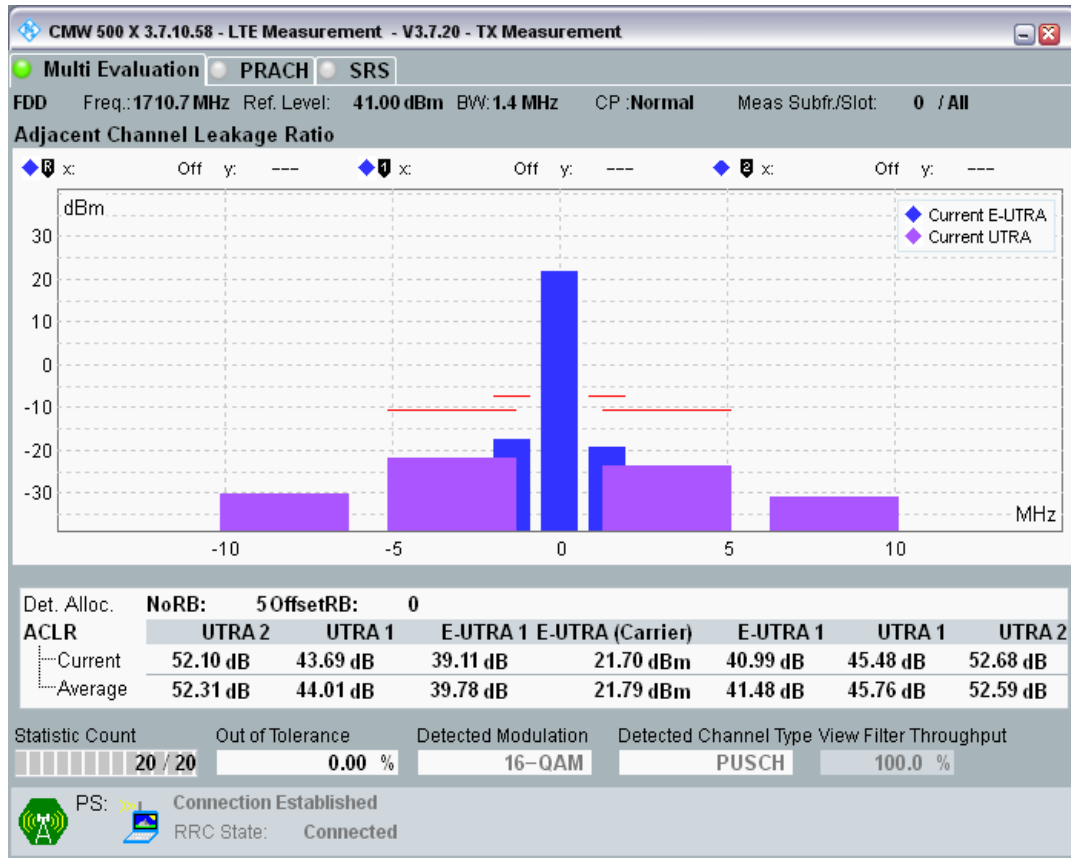 CMW 500 X 3.7.10.58 - LTE Measurement - V3.7.20 - TX Measurement
Multi Evaluation PRACH SRS
FDD Freq.:1710.7 MHz Ref. Level: 41.00 dBm BW:1.4 MHz CP :Normal Meas Subfr./Slot: 0 / All
Adjacent Channel Leakage Ratio
R x: Off y: --- 1 x: Off y: --- 2 x: Off y: ---
dBm
Current E-UTRA
Current UTRA
30
20
10
0
-10
-20
-30
MHz
-10 -5 0 5 10
Det. Alloc. NoRB: 5 OffsetRB: 0
ACLR UTRA 2 UTRA 1 E-UTRA 1 E-UTRA (Carrier) E-UTRA 1 UTRA 1 UTRA 2
Current 52.10 dB 43.69 dB 39.11 dB 21.70 dBm 40.99 dB 45.48 dB 52.68 dB
Average 52.31 dB 44.01 dB 39.78 dB 21.79 dBm 41.48 dB 45.76 dB 52.59 dB
Statistic Count Out of Tolerance Detected Modulation Detected Channel Type View Filter Throughput
20 / 20 0.00 % 16-QAM PUSCH 100.0 %
PS: Connection Established
RRC State: Connected